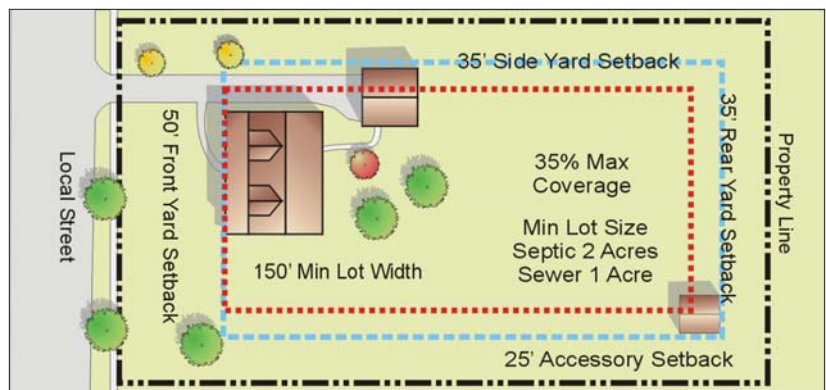 35' Side Yard Setback
Local Street
50' Front Yard Setback
35% Max
Coverage
Min Lot Size
Septic 2 Acres
Sewer 1 Acre
150' Min Lot Width
35' Rear Yard Setback
Property Line
25' Accessory Setback